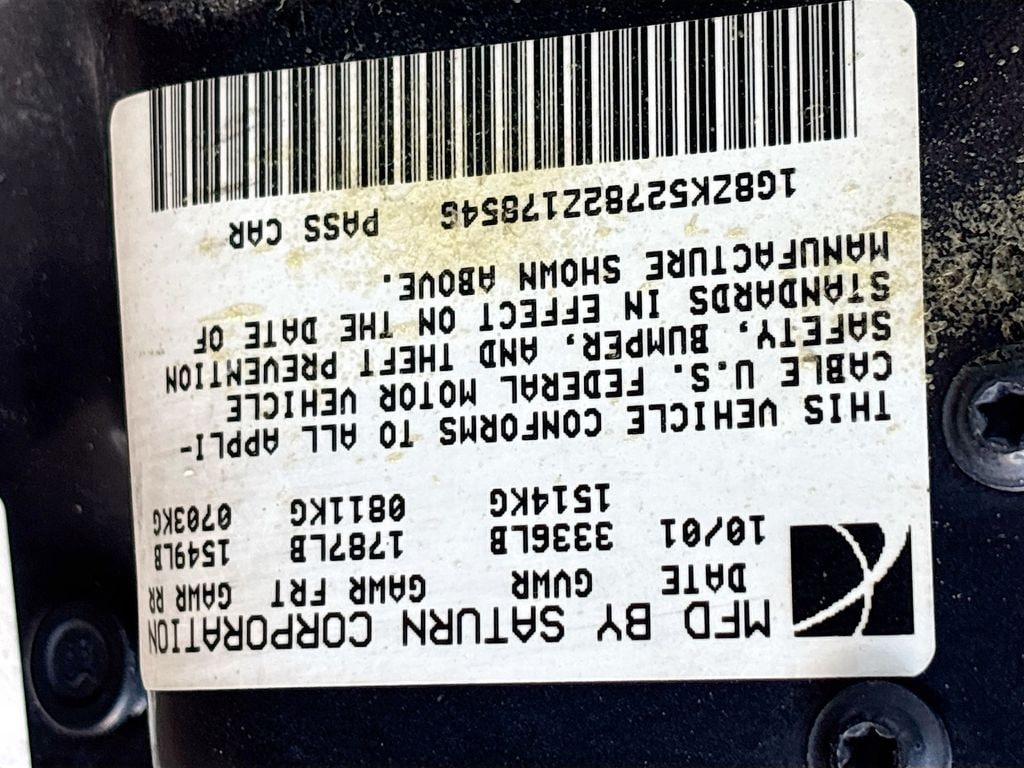 MFD BY SATURN CORPORATION
DATE GVWR GAWR FRT GAWR RR
10/01 3336LB 1787LB 1549LB
1514KG 0811KG 0703KG
THIS VEHICLE CONFORMS TO ALL APPLI-
CABLE U.S. FEDERAL MOTOR VEHICLE
SAFETY, BUMPER, AND THEFT PREVENTION
STANDARDS IN EFFECT ON THE DATE OF
MANUFACTURE SHOWN ABOVE.
1G8ZK52782Z178546 PASS CAR